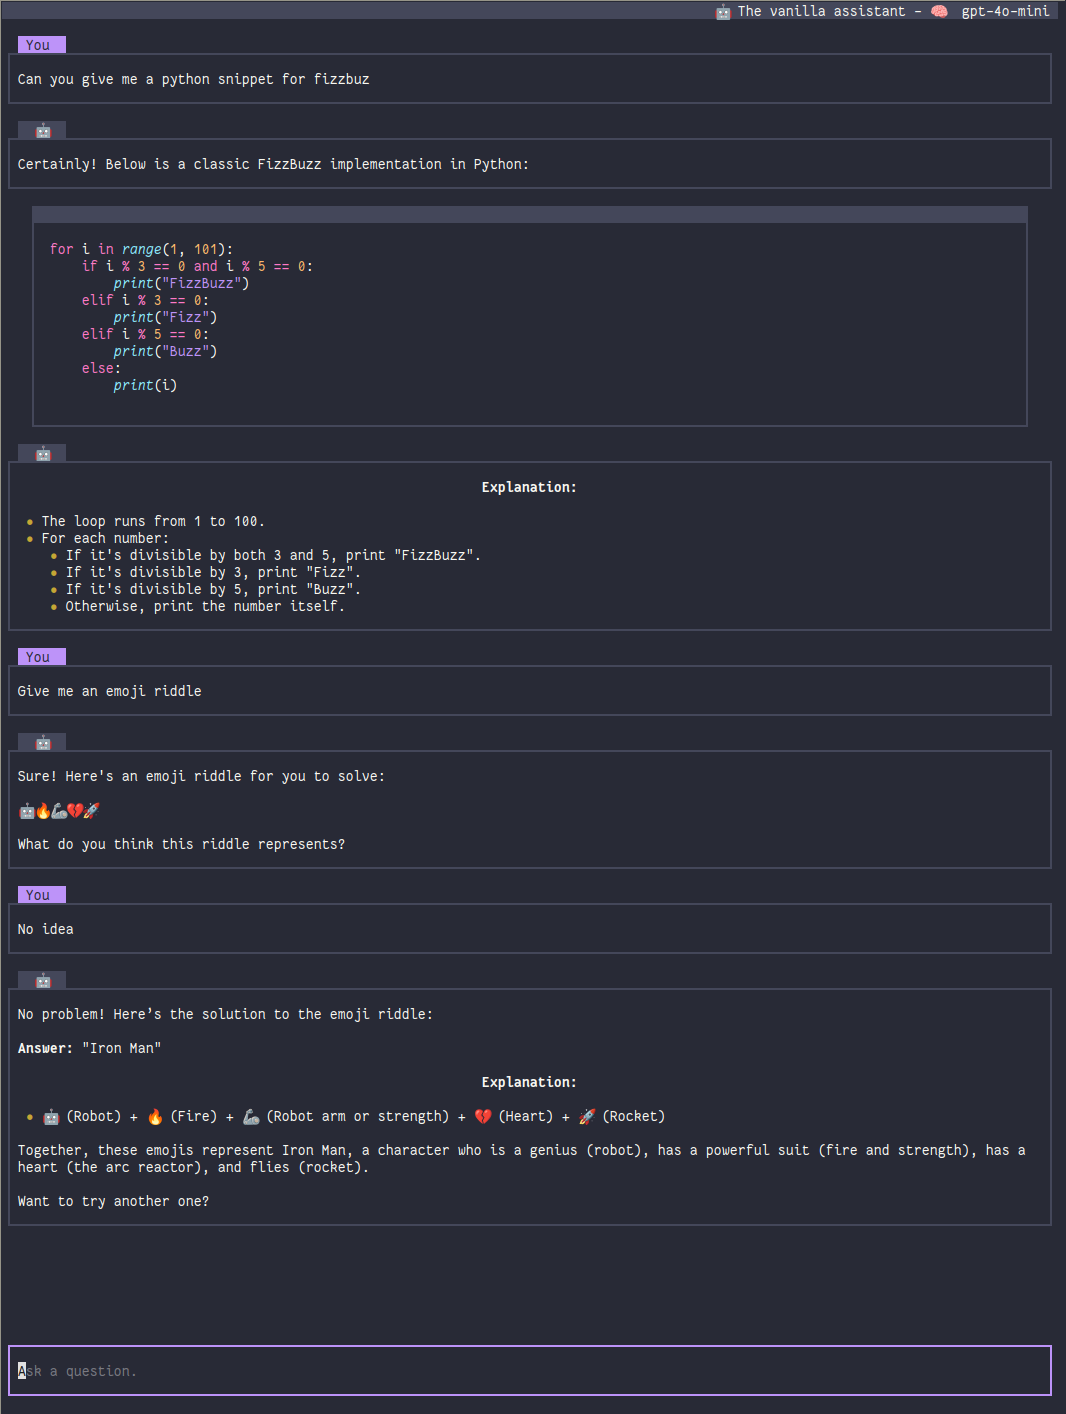 🤖 The vanilla assistant - 🧠 gpt-4o-mini
You
Can you give me a python snippet for fizzbuz
🤖
Certainly! Below is a classic FizzBuzz implementation in Python:
for i in range(1, 101):
    if i % 3 == 0 and i % 5 == 0:
        print("FizzBuzz")
    elif i % 3 == 0:
        print("Fizz")
    elif i % 5 == 0:
        print("Buzz")
    else:
        print(i)
🤖
Explanation:
• The loop runs from 1 to 100.
• For each number:
   • If it's divisible by both 3 and 5, print "FizzBuzz".
   • If it's divisible by 3, print "Fizz".
   • If it's divisible by 5, print "Buzz".
   • Otherwise, print the number itself.
You
Give me an emoji riddle
🤖
Sure! Here's an emoji riddle for you to solve:
🤖🔥🦾💔🚀
What do you think this riddle represents?
You
No idea
🤖
No problem! Here’s the solution to the emoji riddle:
Answer: "Iron Man"
Explanation:
• 🤖 (Robot) + 🔥 (Fire) + 🦾 (Robot arm or strength) + 💔 (Heart) + 🚀 (Rocket)
Together, these emojis represent Iron Man, a character who is a genius (robot), has a powerful suit (fire and strength), has a
heart (the arc reactor), and flies (rocket).
Want to try another one?
Ask a question.